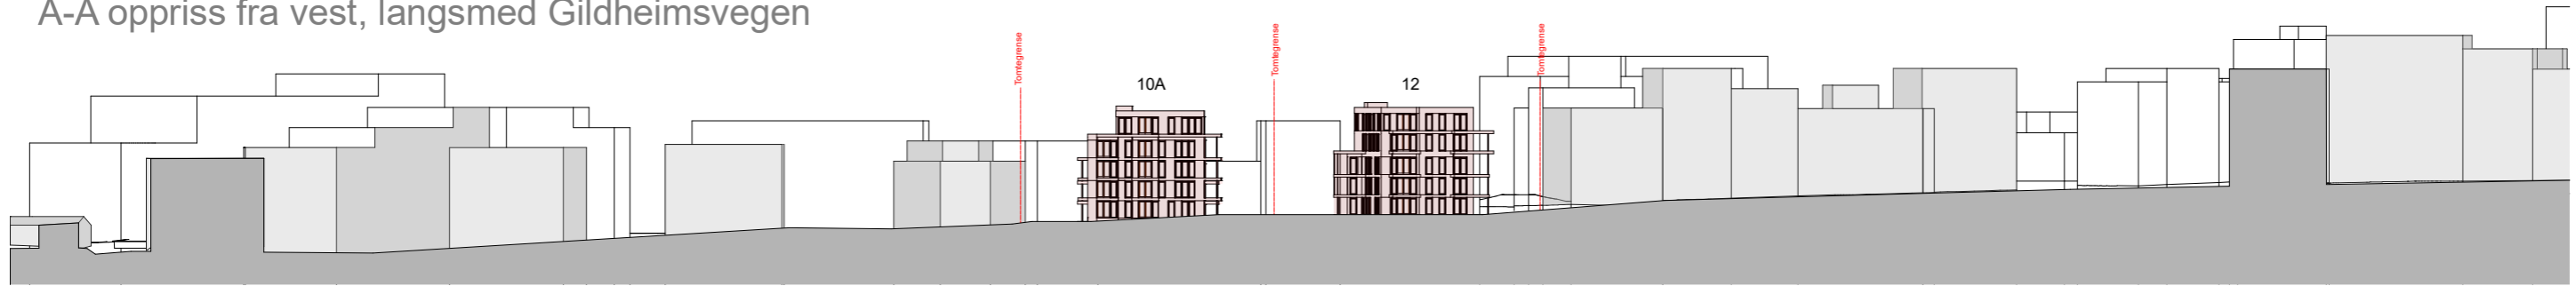 A-A oppriss fra vest, langsmed Gildheimsvegen
Tomtegrense
Tomtegrense
Tomtegrense
10A
12